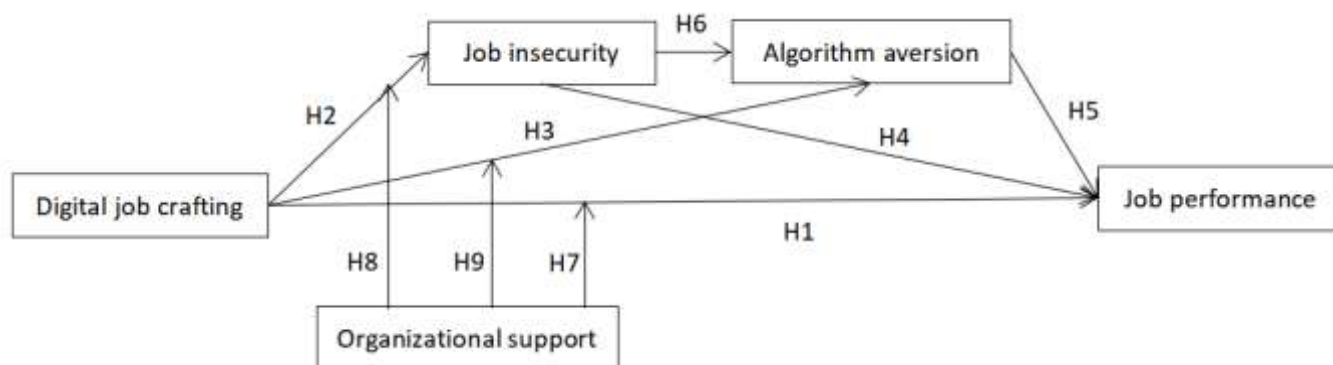 H6
Job insecurity
Algorithm aversion
H2
H3
H4
H5
Digital job crafting
Job performance
H1
H8
H9
H7
Organizational support